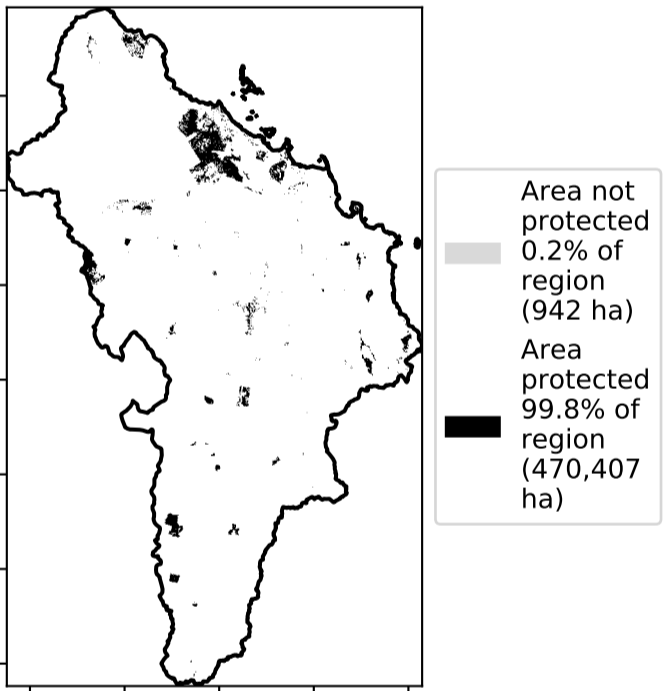 Area not
protected
0.2% of
region
(942 ha)
Area
protected
99.8% of
region
(470,407
ha)